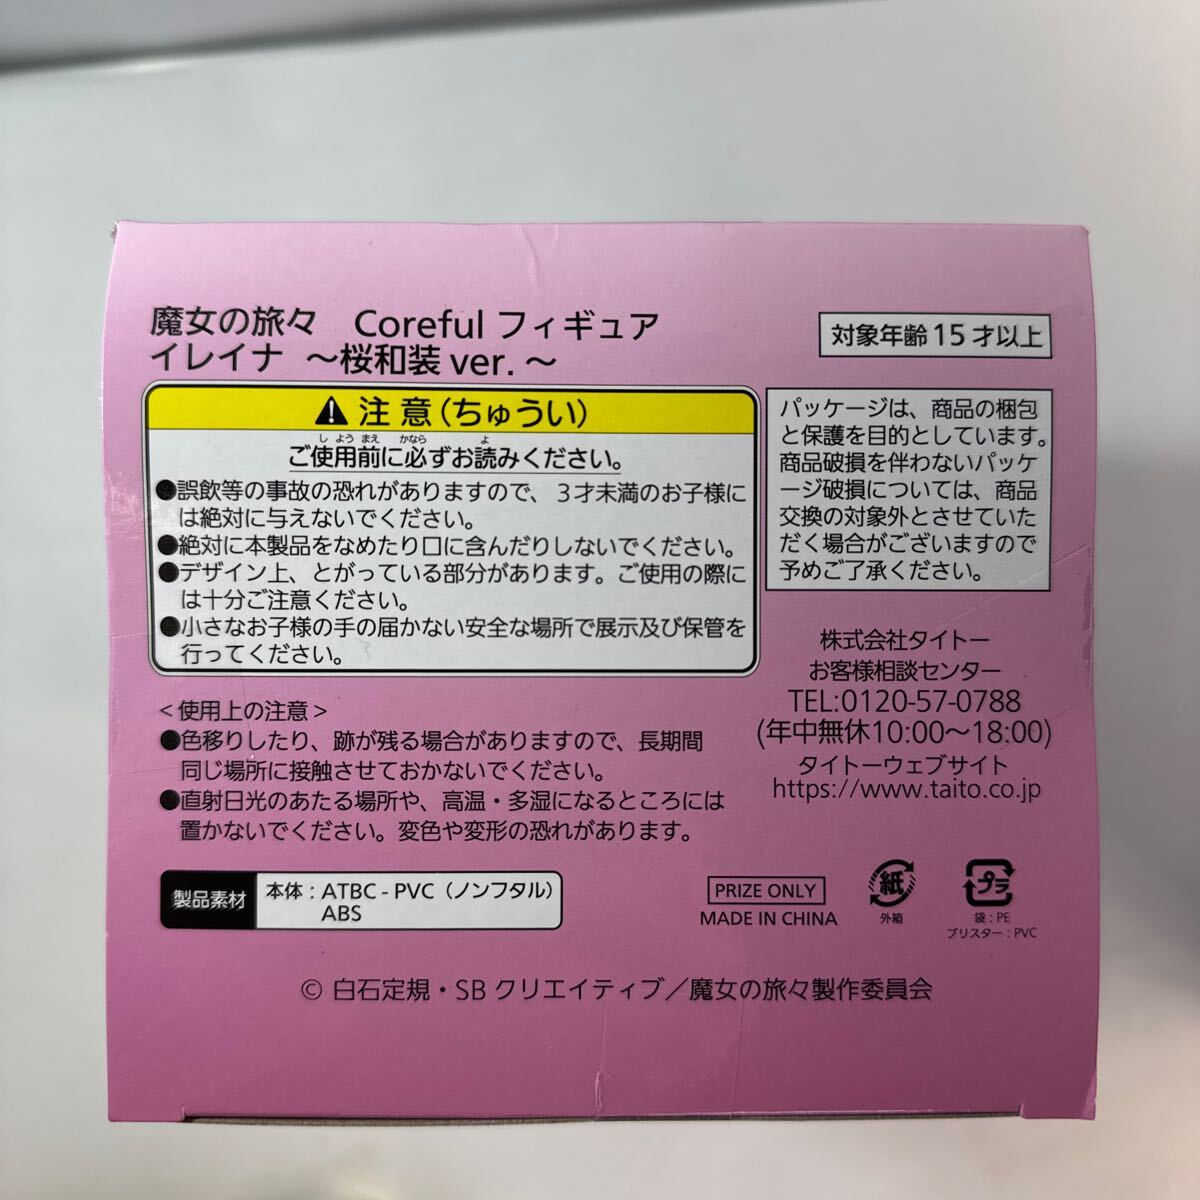 魔女の旅々　Coreful フィギュア
イレイナ ～桜和装 ver. ～
対象年齢 15 才以上
注 意（ちゅうい）
し よう まえ かなら よ
ご使用前に必ずお読みください。
●誤飲等の事故の恐れがありますので、３才未満のお子様に
は絶対に与えないでください。
●絶対に本製品をなめたり口に含んだりしないでください。
●デザイン上、とがっている部分があります。ご使用の際に
は十分ご注意ください。
●小さなお子様の手の届かない安全な場所で展示及び保管を
行ってください。
パッケージは、商品の梱包
と保護を目的としています。
商品破損を伴わないパッケ
ージ破損については、商品
交換の対象外とさせていた
だく場合がございますので
予めご了承ください。
＜使用上の注意＞
●色移りしたり、跡が残る場合がありますので、長期間
同じ場所に接触させておかないでください。
●直射日光のあたる場所や、高温・多湿になるところには
置かないでください。変色や変形の恐れがあります。
株式会社タイトー
お客様相談センター
TEL:0120-57-0788
(年中無休10:00～18:00)
タイトーウェブサイト
https://www.taito.co.jp
製品素材
本体：ATBC - PVC（ノンフタル）
ABS
PRIZE ONLY
MADE IN CHINA
紙
外箱
プラ
袋：PE
ブリスター：PVC
© 白石定規・SB クリエイティブ／魔女の旅々製作委員会